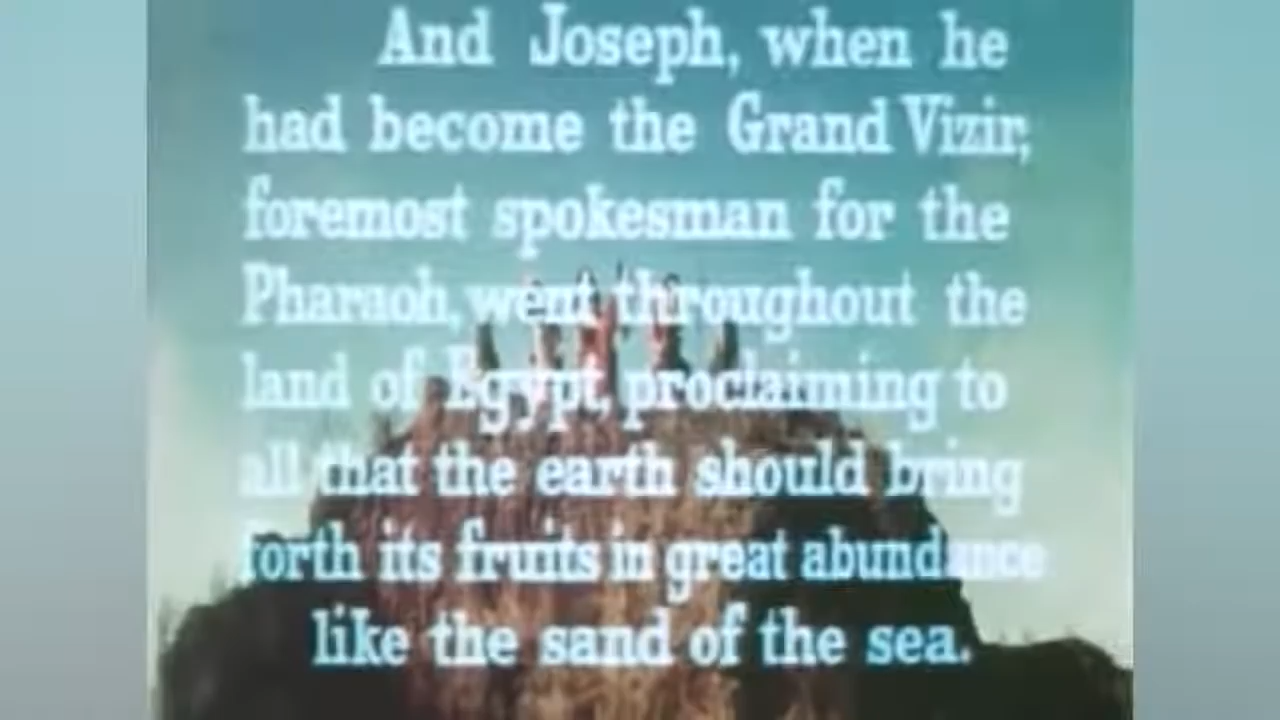 And Joseph, when he
had become the Grand Vizir,
foremost spokesman for the
Pharaoh, went throughout the
land of Egypt, proclaiming to
all that the earth should bring
forth its fruits in great abundance
like the sand of the sea.